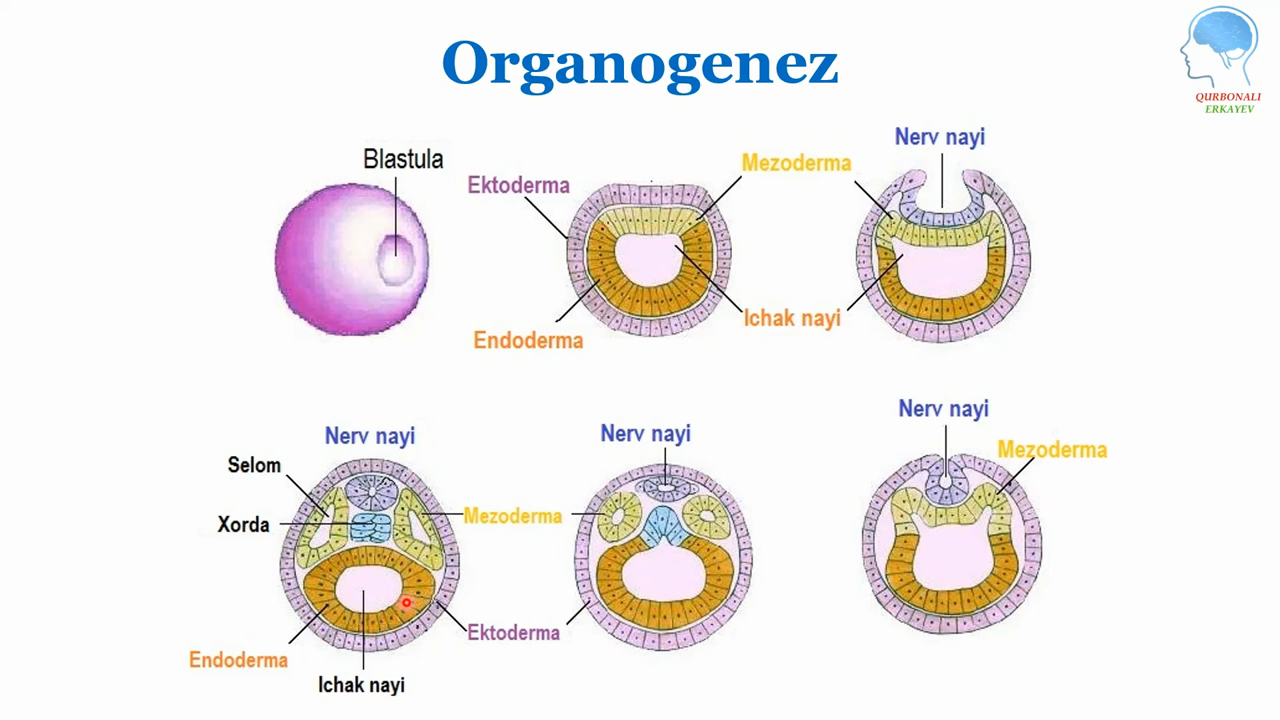 Organogenez
QURBONALI
ERKAYEV
Blastula
Ektoderma
Mezoderma
Nerv nayi
Endoderma
Ichak nayi
Nerv nayi
Selom
Xorda
Endoderma
Ichak nayi
Nerv nayi
Mezoderma
Ektoderma
Nerv nayi
Mezoderma